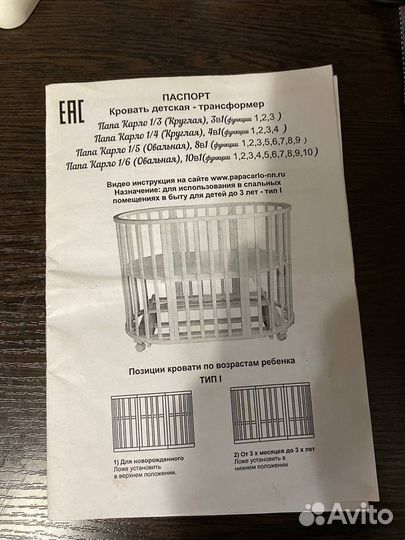 EAC
ПАСПОРТ
Кровать детская - трансформер
Папа Карло 1/3 (Круглая), 3в1(функции 1,2,3 )
Папа Карло 1/4 (Круглая), 4в1(функции 1,2,3,4 )
Папа Карло 1/5 (Овальная), 8в1 (функции 1,2,3,5,6,7,8,9 )
Папа Карло 1/6 (Овальная), 10в1(функции 1,2,3,4,5,6,7,8,9,10 )
Видео инструкция на сайте www.papacarlo-nn.ru
Назначение: для использования в спальных
помещениях в быту для детей до 3 лет - тип I
Позиции кровати по возрастам ребенка
ТИП I
1) Для новорожденного
Ложе установить
в верхнем положении.
2) От 3 х месяцев до 3 х лет
Ложе установить в
нижнем положении
Avito